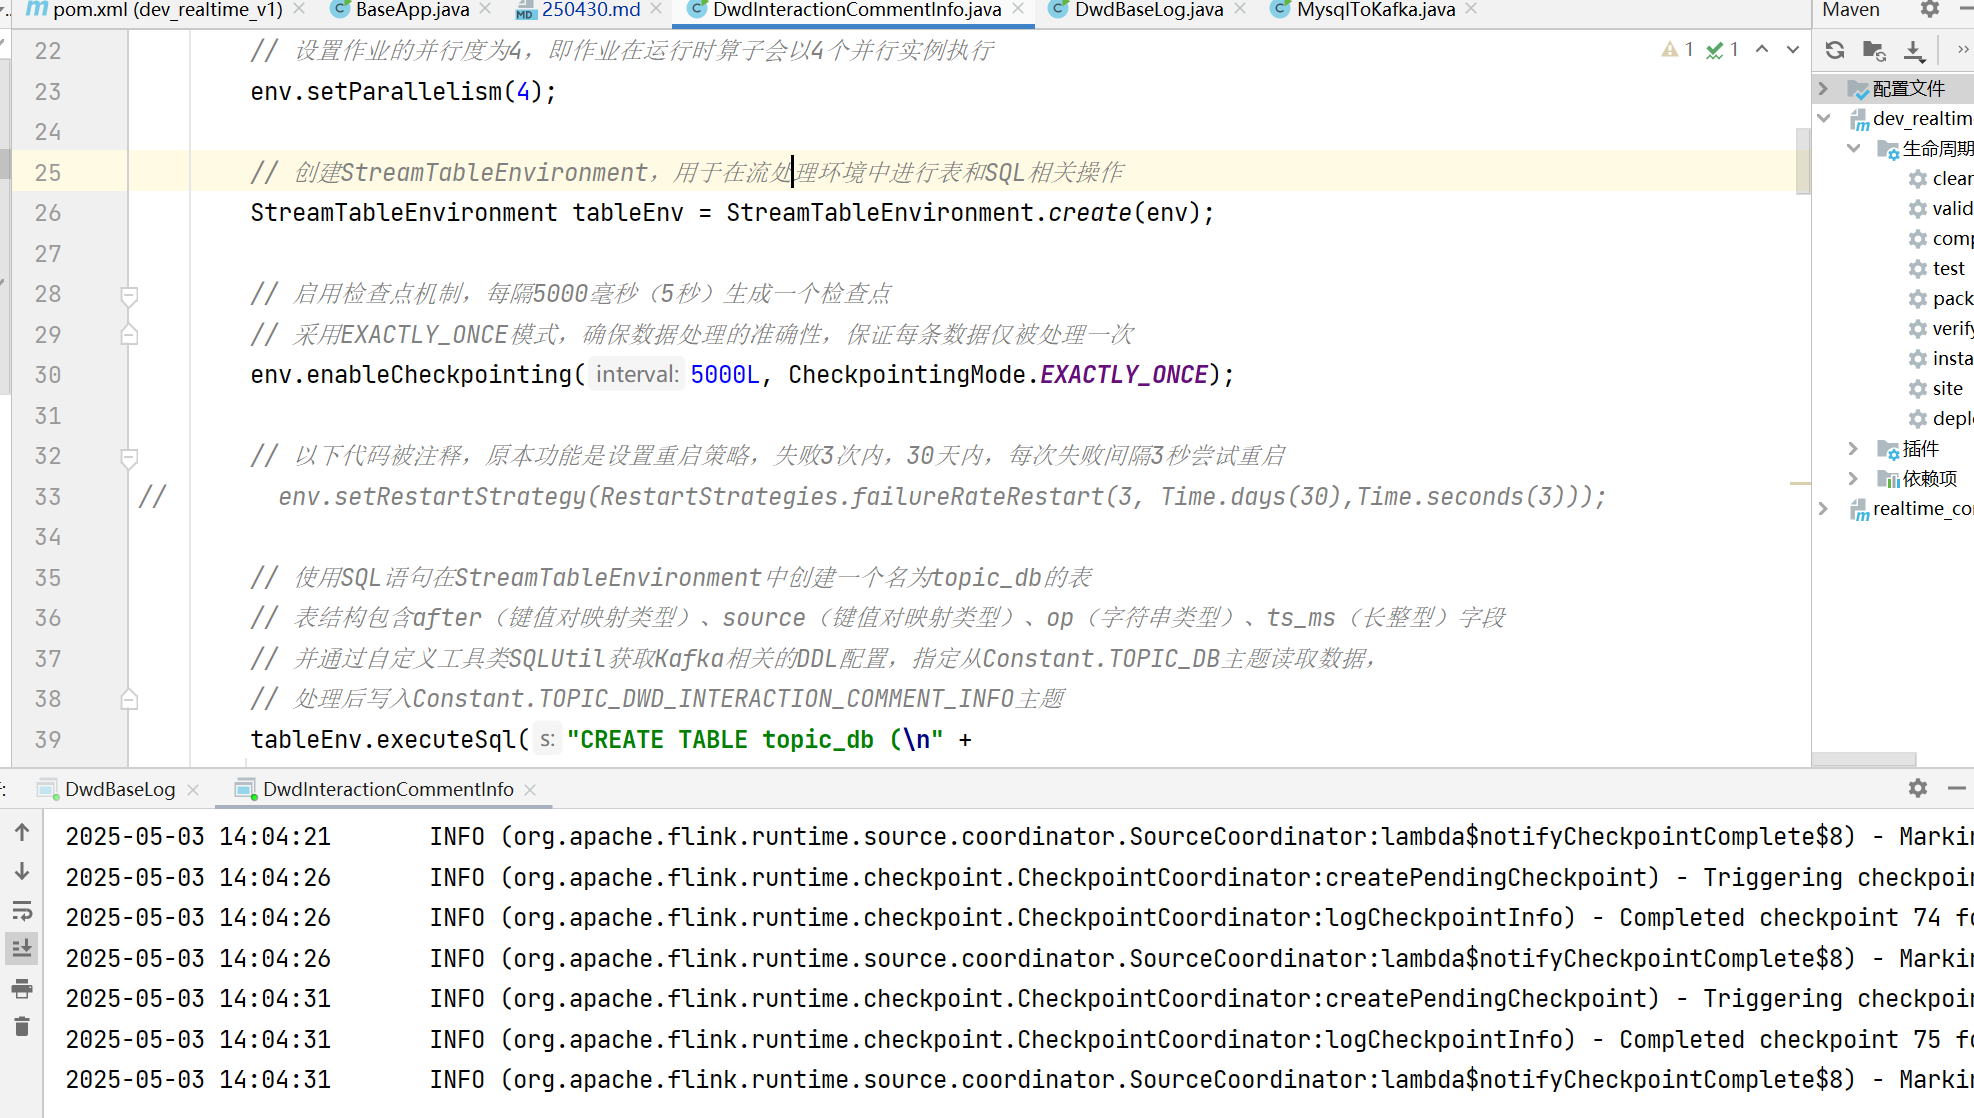 pom.xml (dev_realtime_v1) BaseApp.java 250430.md DwdInteractionCommentInfo.java DwdBaseLog.java MysqlToKafka.java Maven
22 // 设置作业的并行度为4，即作业在运行时算子会以4个并行实例执行 1 1
23 env.setParallelism(4);
配置文件
24
dev_realtim
25 // 创建StreamTableEnvironment，用于在流处理环境中进行表和SQL相关操作
生命周期
clear
26 StreamTableEnvironment tableEnv = StreamTableEnvironment.create(env);
valid
27
comp
test
28 // 启用检查点机制，每隔5000毫秒（5秒）生成一个检查点
pack
29 // 采用EXACTLY_ONCE模式，确保数据处理的准确性，保证每条数据仅被处理一次
verify
insta
30 env.enableCheckpointing( interval: 5000L, CheckpointingMode.EXACTLY_ONCE);
site
31
deplo
32 // 以下代码被注释，原本功能是设置重启策略，失败3次内，30天内，每次失败间隔3秒尝试重启
插件
33 // env.setRestartStrategy(RestartStrategies.failureRateRestart(3, Time.days(30),Time.seconds(3)));
依赖项
realtime_co
34
35 // 使用SQL语句在StreamTableEnvironment中创建一个名为topic_db的表
36 // 表结构包含after（键值对映射类型）、source（键值对映射类型）、op（字符串类型）、ts_ms（长整型）字段
37 // 并通过自定义工具类SQLUtil获取Kafka相关的DDL配置，指定从Constant.TOPIC_DB主题读取数据，
38 // 处理后写入Constant.TOPIC_DWD_INTERACTION_COMMENT_INFO主题
39 tableEnv.executeSql( s: "CREATE TABLE topic_db (\n" +
DwdBaseLog DwdInteractionCommentInfo
2025-05-03 14:04:21 INFO (org.apache.flink.runtime.source.coordinator.SourceCoordinator:lambda$notifyCheckpointComplete$8) - Markin
2025-05-03 14:04:26 INFO (org.apache.flink.runtime.checkpoint.CheckpointCoordinator:createPendingCheckpoint) - Triggering checkpoin
2025-05-03 14:04:26 INFO (org.apache.flink.runtime.checkpoint.CheckpointCoordinator:logCheckpointInfo) - Completed checkpoint 74 fo
2025-05-03 14:04:26 INFO (org.apache.flink.runtime.source.coordinator.SourceCoordinator:lambda$notifyCheckpointComplete$8) - Markin
2025-05-03 14:04:31 INFO (org.apache.flink.runtime.checkpoint.CheckpointCoordinator:createPendingCheckpoint) - Triggering checkpoin
2025-05-03 14:04:31 INFO (org.apache.flink.runtime.checkpoint.CheckpointCoordinator:logCheckpointInfo) - Completed checkpoint 75 fo
2025-05-03 14:04:31 INFO (org.apache.flink.runtime.source.coordinator.SourceCoordinator:lambda$notifyCheckpointComplete$8) - Markin